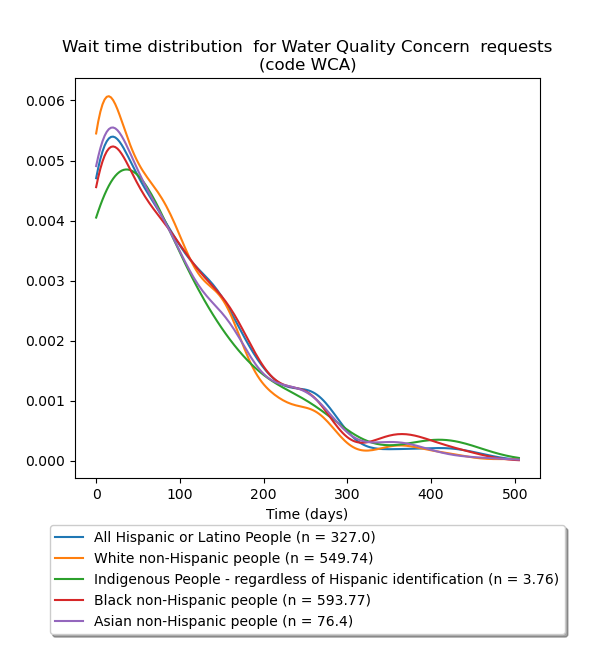 Wait time distribution  for Water Quality Concern  requests
(code WCA)
0.006
0.005
0.004
0.003
0.002
0.001
0.000
0 100 200 300 400 500
Time (days)
All Hispanic or Latino People (n = 327.0)
White non-Hispanic people (n = 549.74)
Indigenous People - regardless of Hispanic identification (n = 3.76)
Black non-Hispanic people (n = 593.77)
Asian non-Hispanic people (n = 76.4)